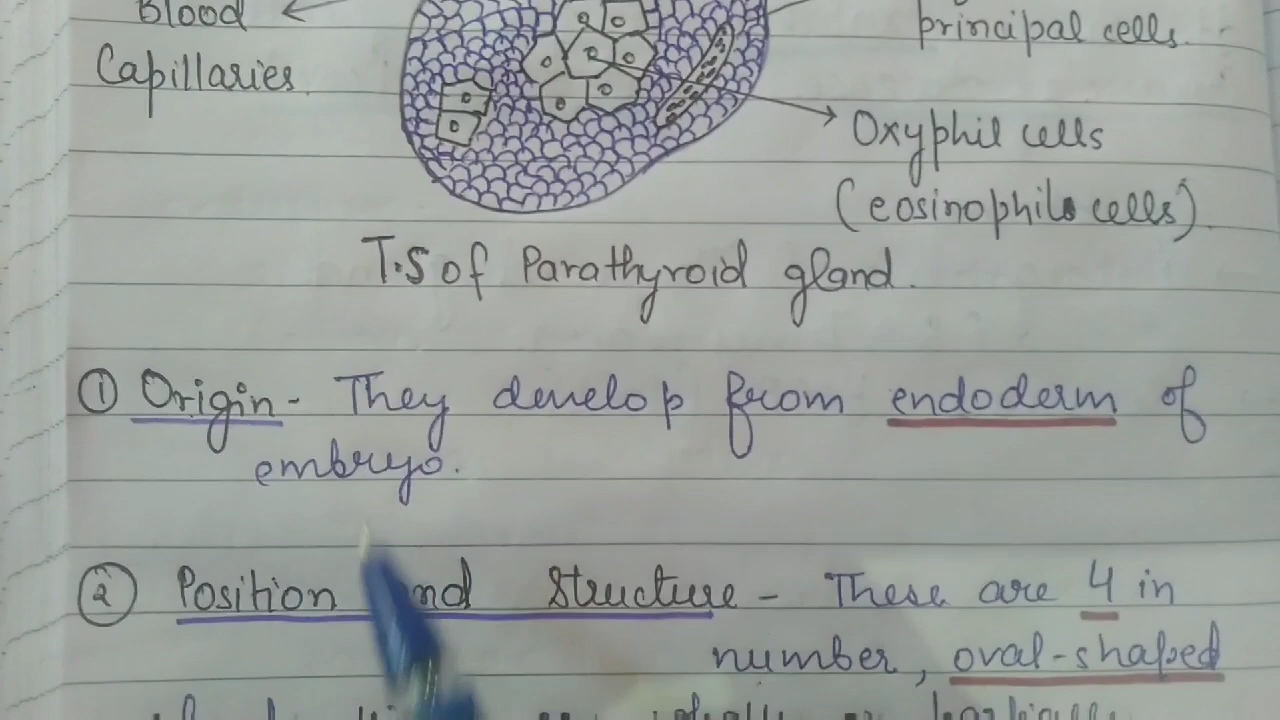 Blood
Capillaries
principal cells.
Oxyphil cells
(eosinophils cells)
T.S of Parathyroid gland.
① Origin - They develop from endoderm of
embryo.
② Position and Structure - These are 4 in
number, oval-shaped